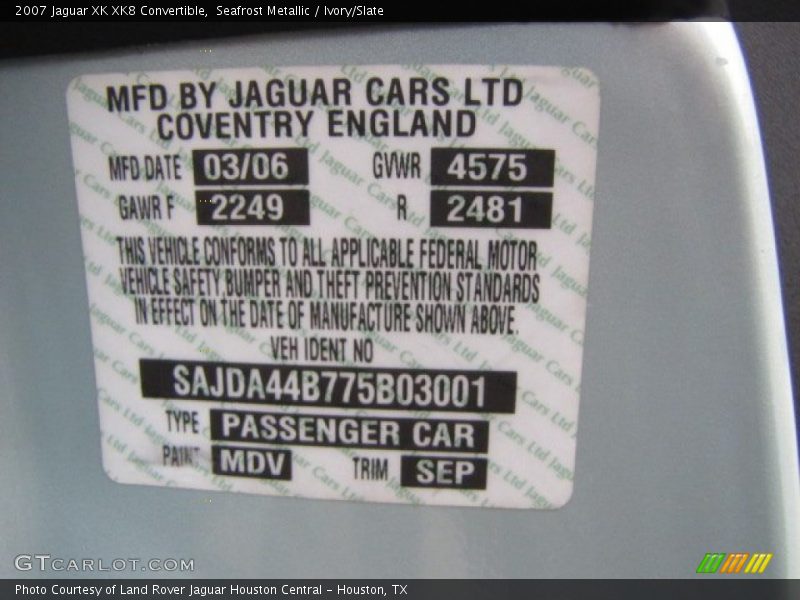 2007 Jaguar XK XK8 Convertible, Seafrost Metallic / Ivory/Slate
MFD BY JAGUAR CARS LTD
COVENTRY ENGLAND
MFD DATE 03/06 GVWR 4575
GAWR F 2249 R 2481
THIS VEHICLE CONFORMS TO ALL APPLICABLE FEDERAL MOTOR
VEHICLE SAFETY BUMPER AND THEFT PREVENTION STANDARDS
IN EFFECT ON THE DATE OF MANUFACTURE SHOWN ABOVE.
VEH IDENT NO
SAJDA44B775B03001
TYPE PASSENGER CAR
PAINT MDV TRIM SEP
GTCARLOT.COM
Photo Courtesy of Land Rover Jaguar Houston Central - Houston, TX